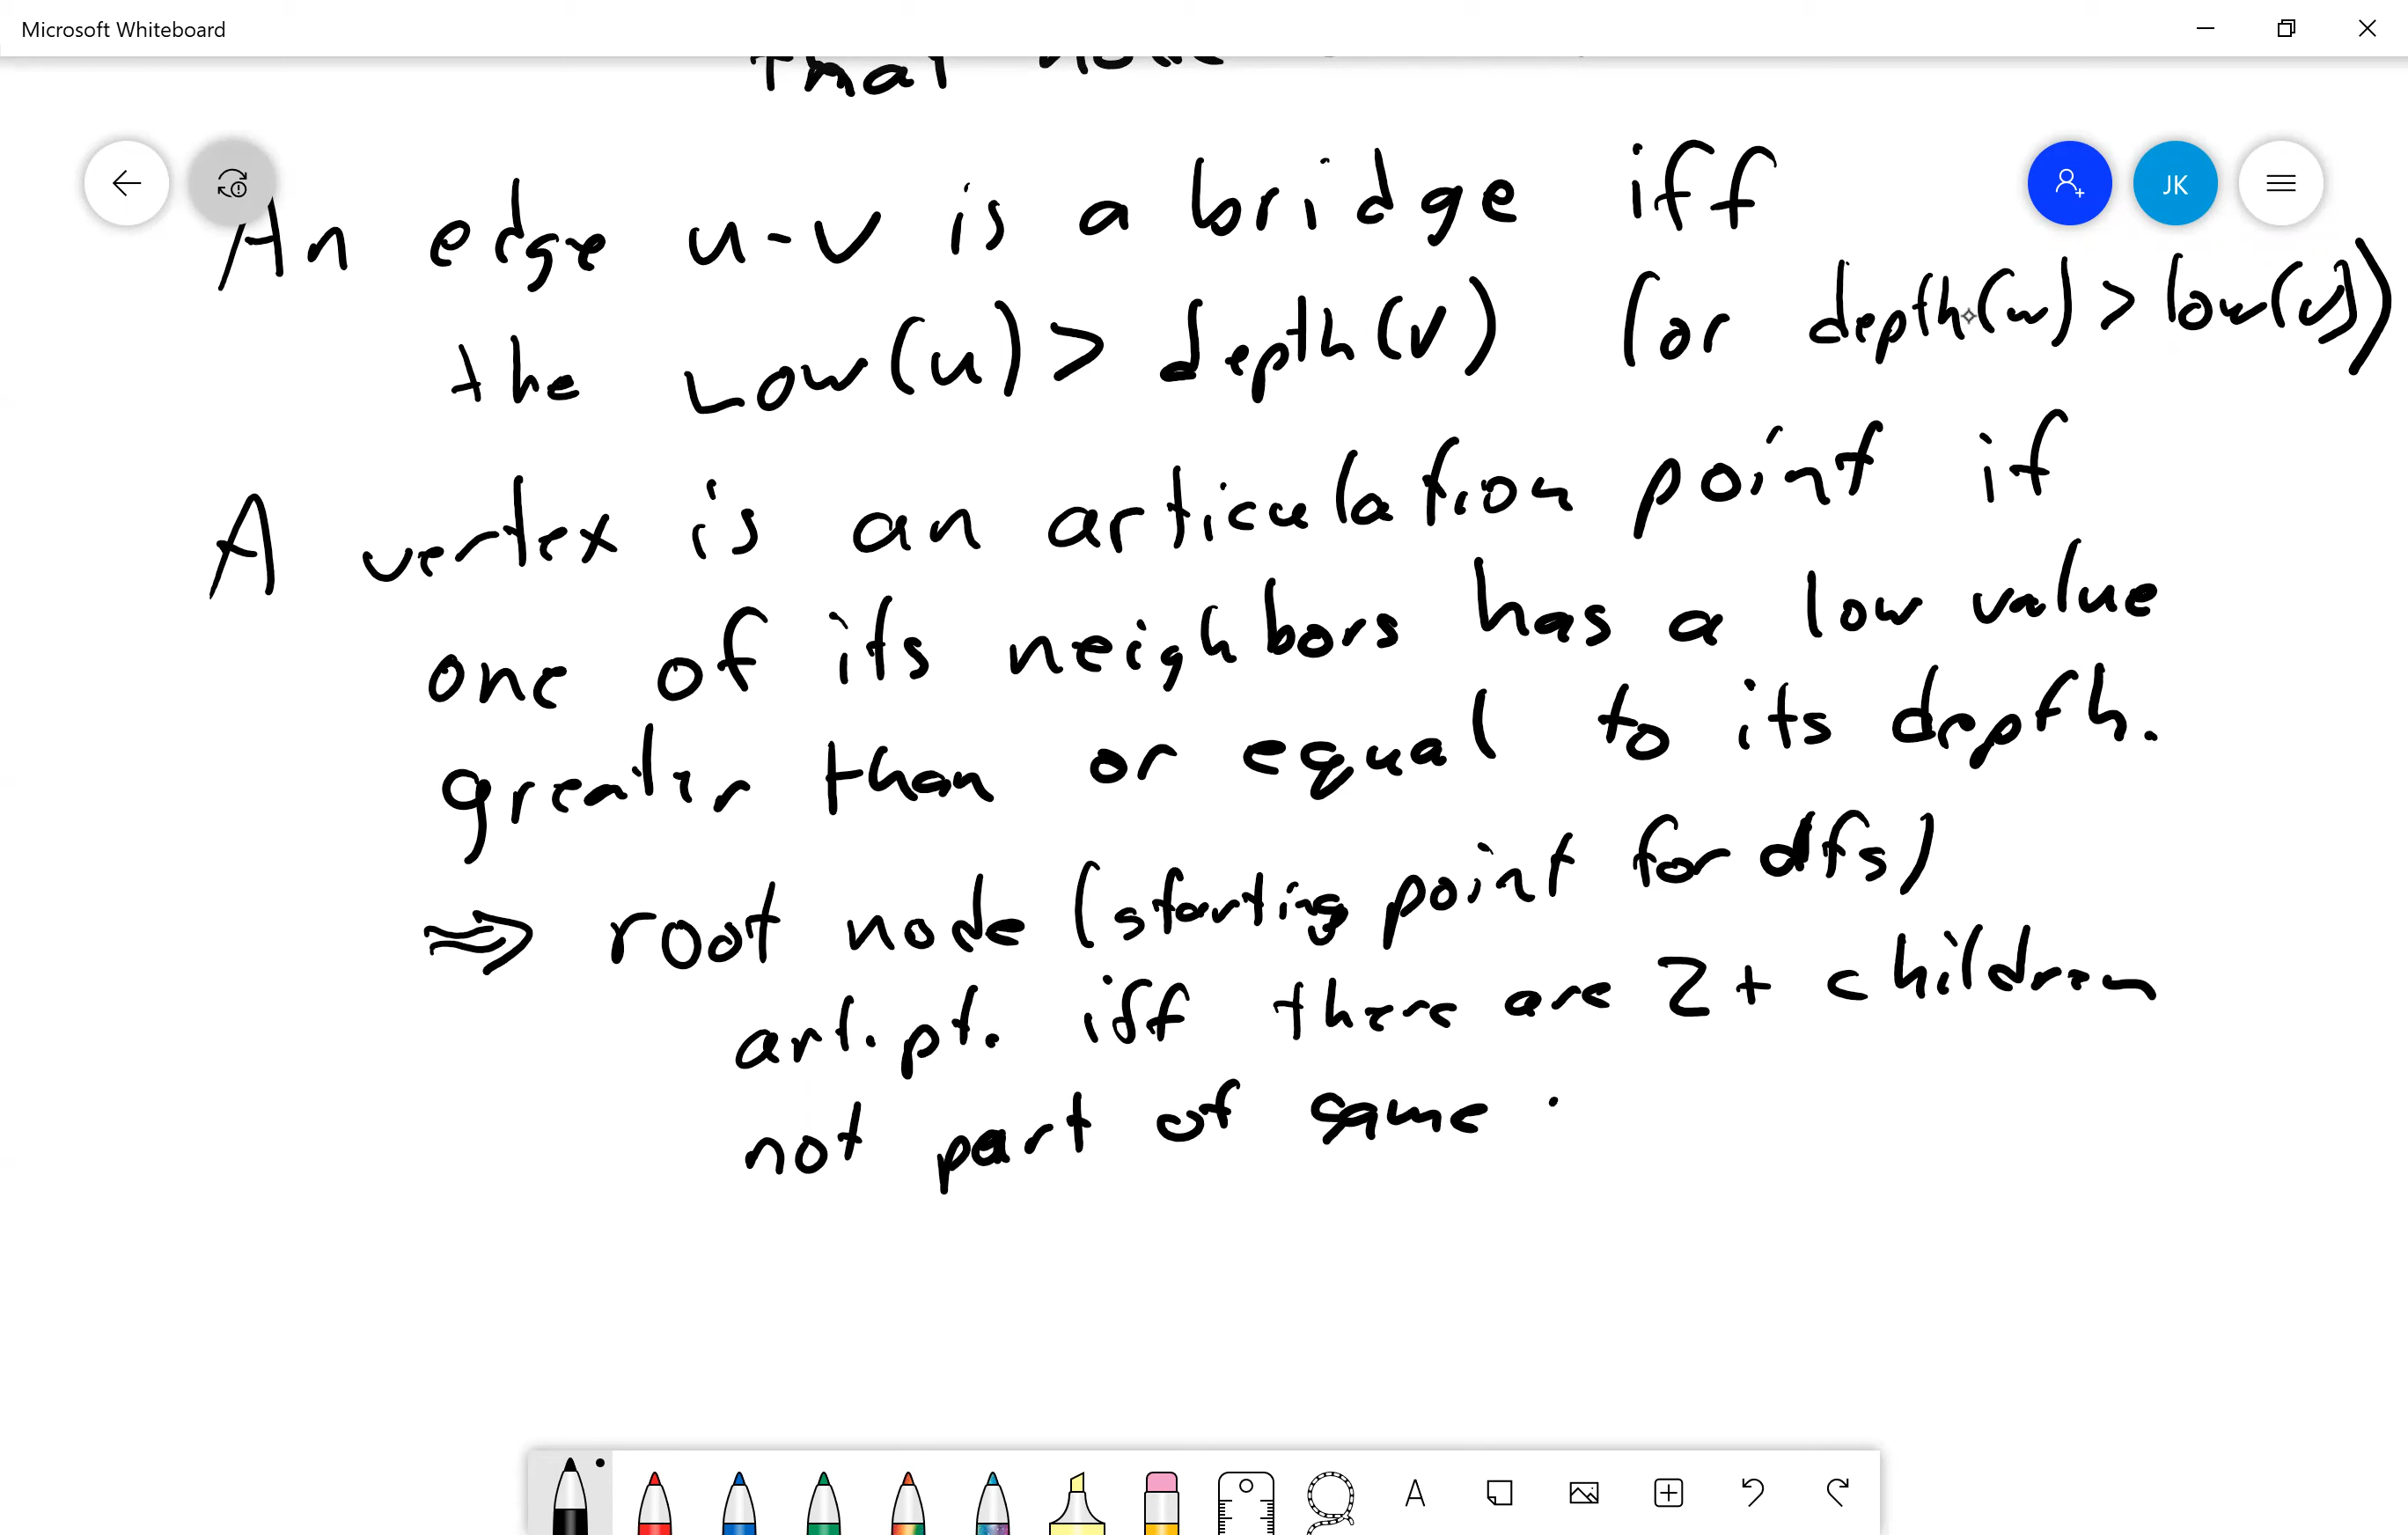 Microsoft Whiteboard
that node
JK
An edge u-v is a bridge iff
the Low(u) > depth(v) (or depth(u) > low(v))
A vertex is an articulation point if
one of its neighbors has a low value
greater than or equal to its depth.
⇒ root node (starting point for dfs)
art. pt. iff there are 2+ children
not part of same .
A